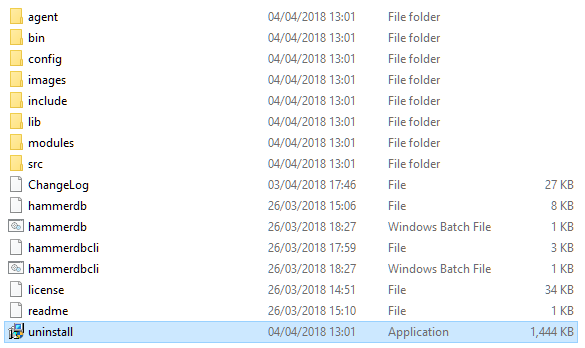 agent 04/04/2018 13:01 File folder
bin 04/04/2018 13:01 File folder
config 04/04/2018 13:01 File folder
images 04/04/2018 13:01 File folder
include 04/04/2018 13:01 File folder
lib 04/04/2018 13:01 File folder
modules 04/04/2018 13:01 File folder
src 04/04/2018 13:01 File folder
ChangeLog 03/04/2018 17:46 File 27 KB
hammerdb 26/03/2018 15:06 File 8 KB
hammerdb 26/03/2018 18:27 Windows Batch File 1 KB
hammerdbcli 26/03/2018 17:59 File 3 KB
hammerdbcli 26/03/2018 18:27 Windows Batch File 1 KB
license 26/03/2018 14:51 File 34 KB
readme 26/03/2018 15:10 File 1 KB
uninstall 04/04/2018 13:01 Application 1,444 KB